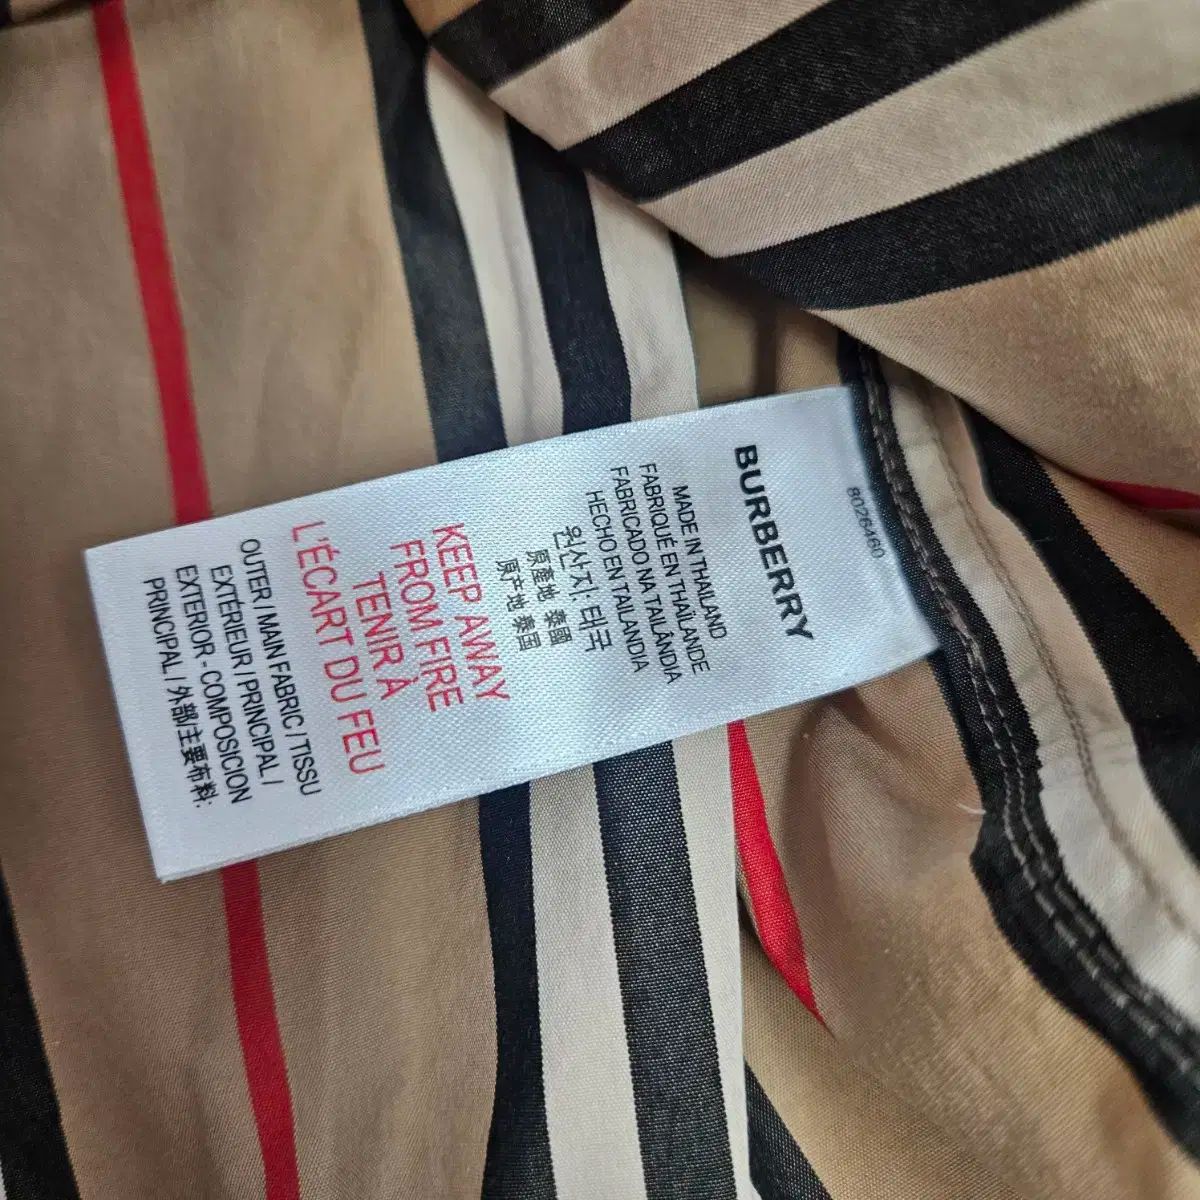 8026460
BURBERRY
MADE IN THAILAND
FABRIQUÉ EN THAÏLANDE
FABRICADO NA TAILÂNDIA
HECHO EN TAILANDIA
원산지: 태국
原產地 泰國
原产地 泰国
KEEP AWAY
FROM FIRE
TENIR À
L'ÉCART DU FEU
OUTER / MAIN FABRIC / TISSU
EXTÉRIEUR / PRINCIPAL /
EXTERIOR - COMPOSICION
PRINCIPAL / 外部主要布料: